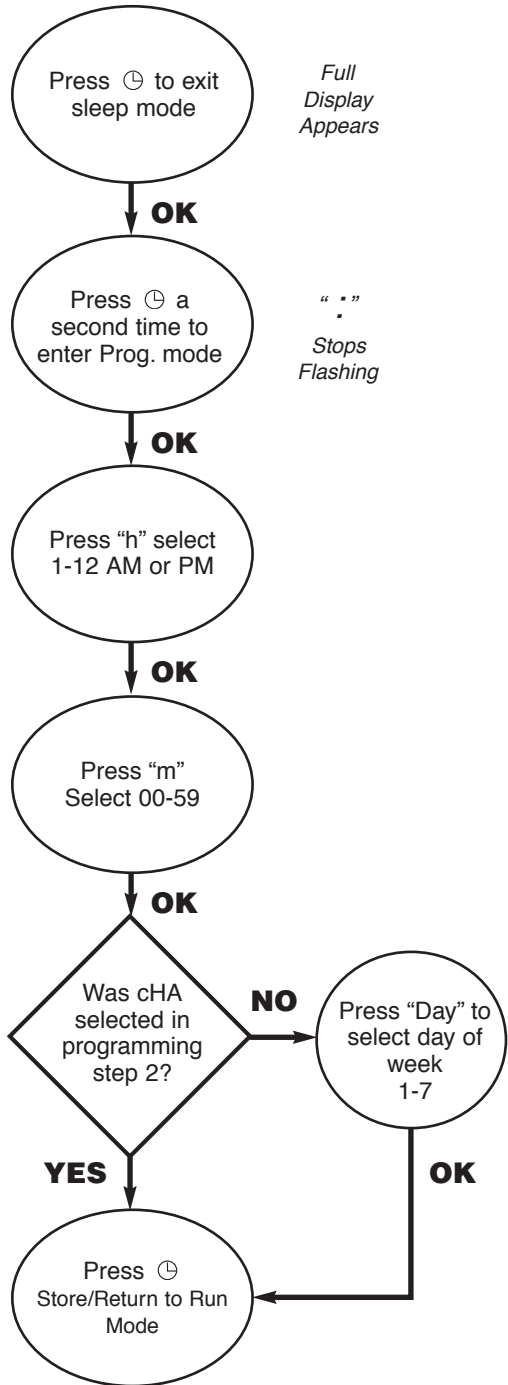 Press 🕒 to exit
sleep mode
Full
Display
Appears
OK
Press 🕒 a
second time to
enter Prog. mode
“ : ”
Stops
Flashing
OK
Press “h” select
1-12 AM or PM
OK
Press “m”
Select 00-59
OK
Was cHA
selected in
programming
step 2?
NO
Press “Day” to
select day of
week
1-7
YES
OK
Press 🕒
Store/Return to Run
Mode